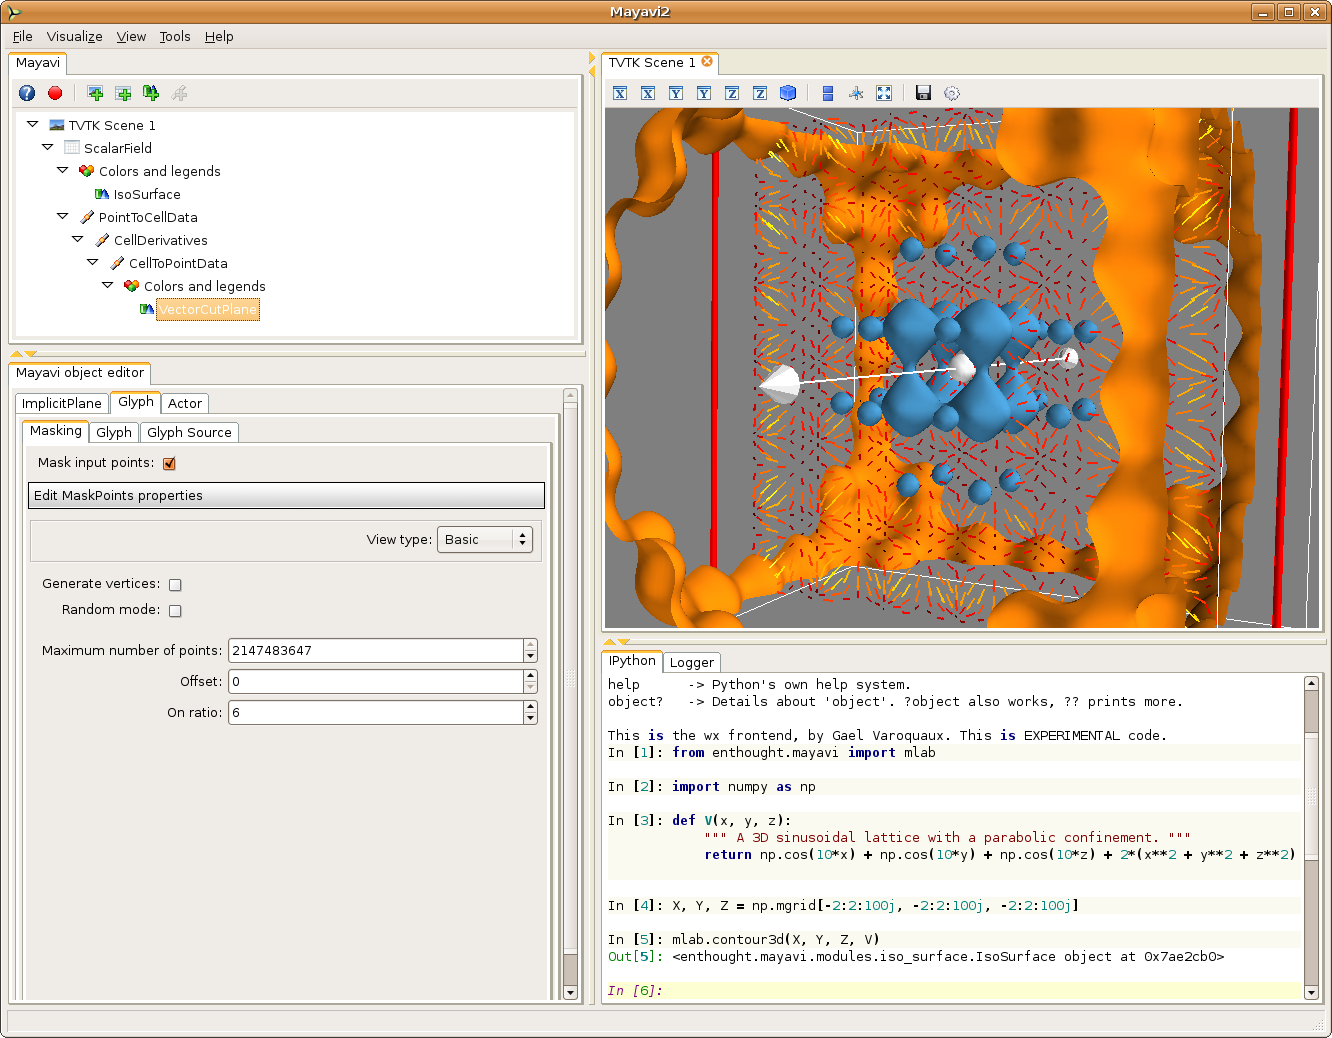 Mayavi2
File Visualize View Tools Help
Mayavi
TVTK Scene 1
ScalarField
Colors and legends
IsoSurface
PointToCellData
CellDerivatives
CellToPointData
Colors and legends
VectorCutPlane
Mayavi object editor
ImplicitPlane Glyph Actor
Masking Glyph Glyph Source
Mask input points:
Edit MaskPoints properties
View type: Basic
Generate vertices:
Random mode:
Maximum number of points: 2147483647
Offset: 0
On ratio: 6
TVTK Scene 1
X X Y Y Z Z
IPython Logger
help      -> Python's own help system.
object?   -> Details about 'object'. ?object also works, ?? prints more.
This is the wx frontend, by Gael Varoquaux. This is EXPERIMENTAL code.
In [1]: from enthought.mayavi import mlab
In [2]: import numpy as np
In [3]: def V(x, y, z):
            """ A 3D sinusoidal lattice with a parabolic confinement. """
            return np.cos(10*x) + np.cos(10*y) + np.cos(10*z) + 2*(x**2 + y**2 + z**2)
In [4]: X, Y, Z = np.mgrid[-2:2:100j, -2:2:100j, -2:2:100j]
In [5]: mlab.contour3d(X, Y, Z, V)
Out[5]: <enthought.mayavi.modules.iso_surface.IsoSurface object at 0x7ae2cb0>
In [6]: